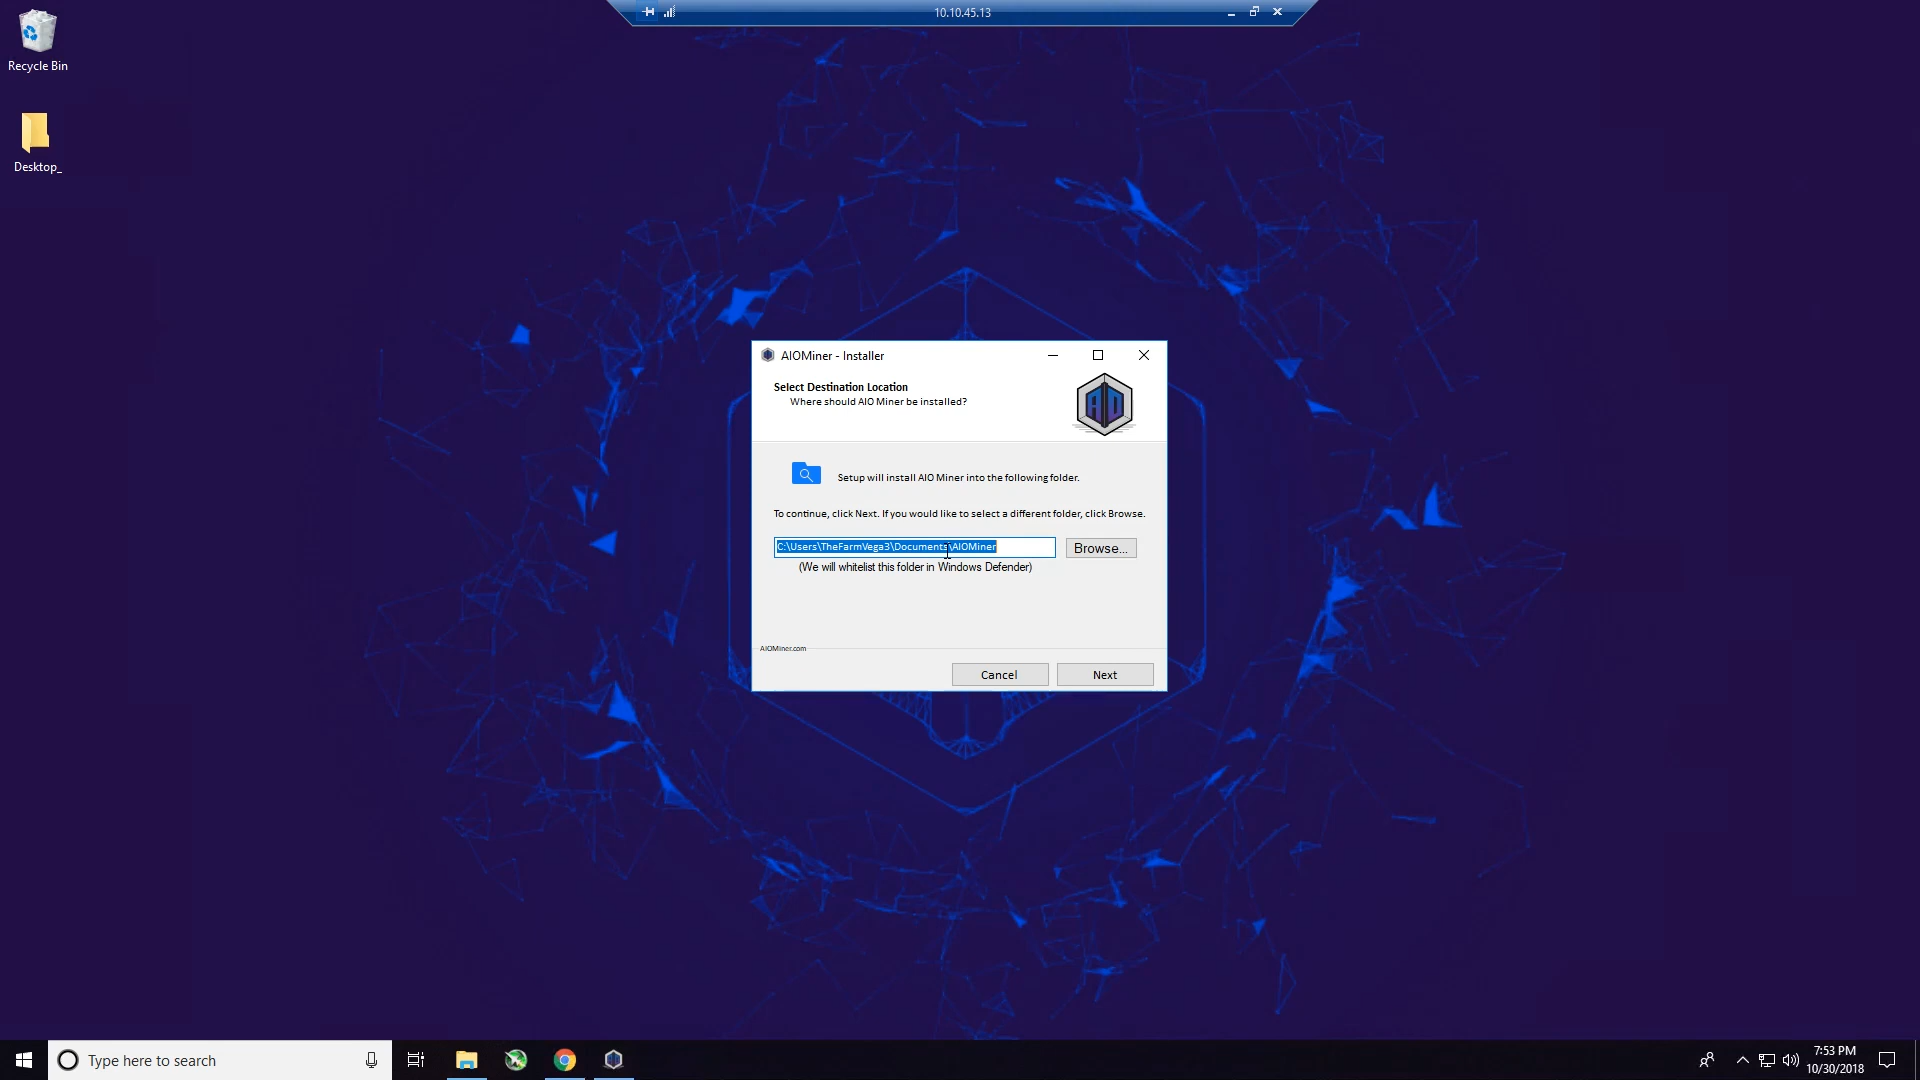 10.10.45.13
Recycle Bin
Desktop_
AIOMiner - Installer
Select Destination Location
Where should AIO Miner be installed?
Setup will install AIO Miner into the following folder.
To continue, click Next. If you would like to select a different folder, click Browse.
C:\Users\TheFarmVega3\Documents\AIOMiner
Browse...
(We will whitelist this folder in Windows Defender)
AIOMiner.com
Cancel
Next
Type here to search
7:53 PM
10/30/2018